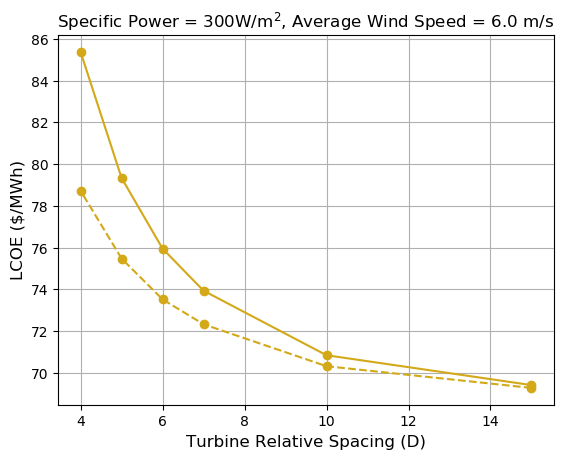 Specific Power = 300W/m², Average Wind Speed = 6.0 m/s
86
84
82
80
78
76
74
72
70
LCOE ($/MWh)
4 6 8 10 12 14
Turbine Relative Spacing (D)